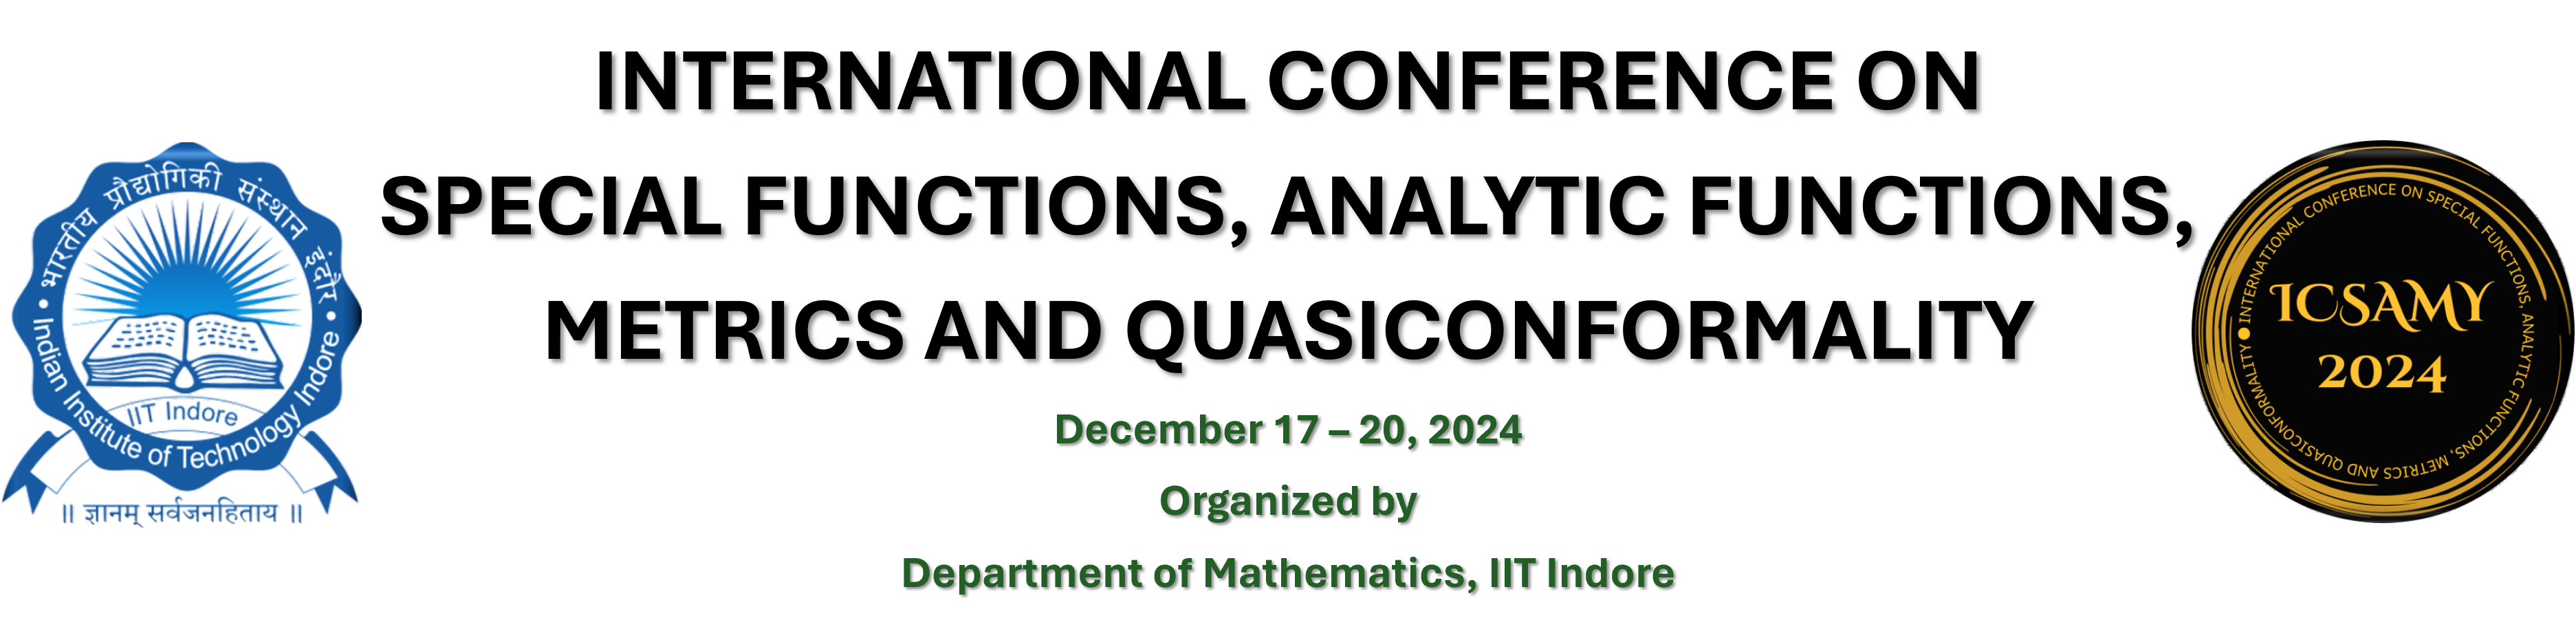 INTERNATIONAL CONFERENCE ON
SPECIAL FUNCTIONS, ANALYTIC FUNCTIONS,
METRICS AND QUASICONFORMALITY
December 17 – 20, 2024
Organized by
Department of Mathematics, IIT Indore
भारतीय प्रौद्योगिकी संस्थान इंदौर
IIT Indore
• Indian Institute of Technology Indore •
॥ ज्ञानम् सर्वजनहिताय ॥
• INTERNATIONAL CONFERENCE ON SPECIAL FUNCTIONS, ANALYTIC FUNCTIONS, METRICS AND QUASICONFORMALITY
ICSAMY
2024